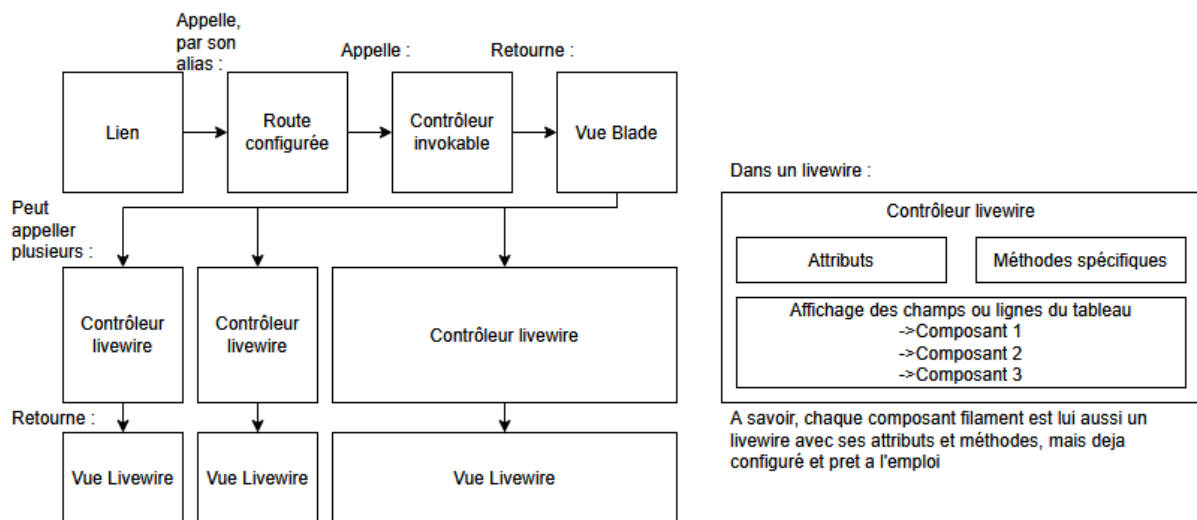 Appelle,
par son
alias :
Appelle :
Retourne :
Lien
Route
configurée
Contrôleur
invokable
Vue Blade
Peut
appeller
plusieurs :
Contrôleur
livewire
Contrôleur
livewire
Contrôleur livewire
Retourne :
Vue Livewire
Vue Livewire
Vue Livewire
Dans un livewire :
Contrôleur livewire
Attributs
Méthodes spécifiques
Affichage des champs ou lignes du tableau
->Composant 1
->Composant 2
->Composant 3
A savoir, chaque composant filament est lui aussi un
livewire avec ses attributs et méthodes, mais deja
configuré et pret a l'emploi